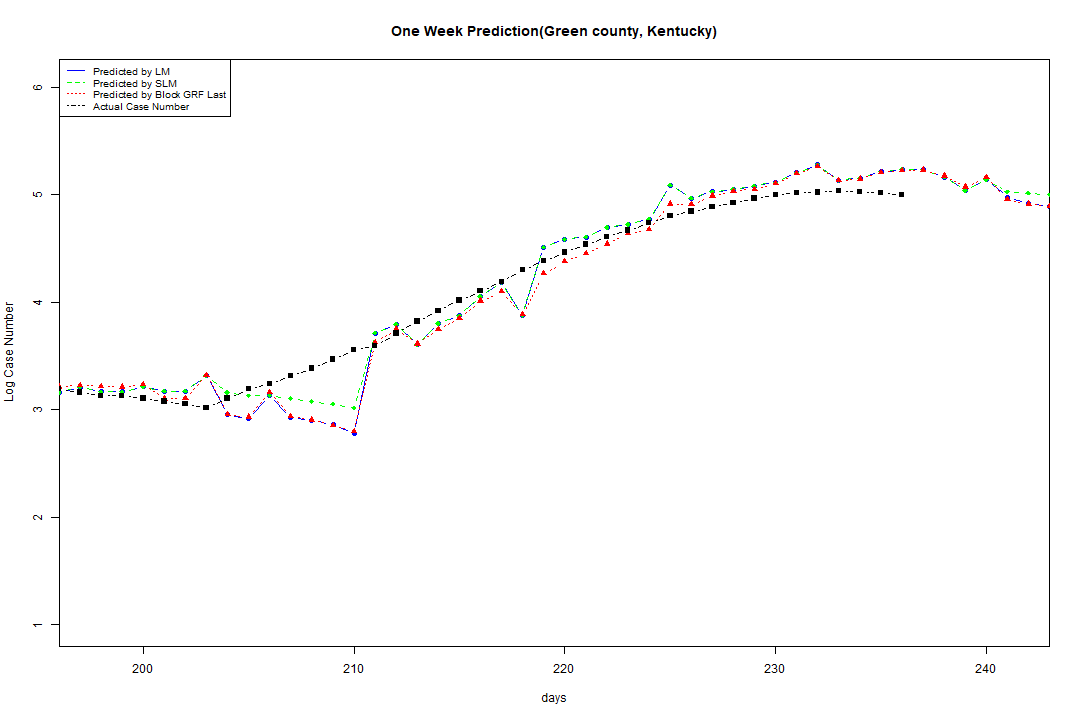 One Week Prediction(Green county, Kentucky)
Predicted by LM
Predicted by SLM
Predicted by Block GRF Last
Actual Case Number
6
5
4
3
2
1
Log Case Number
200 210 220 230 240
days